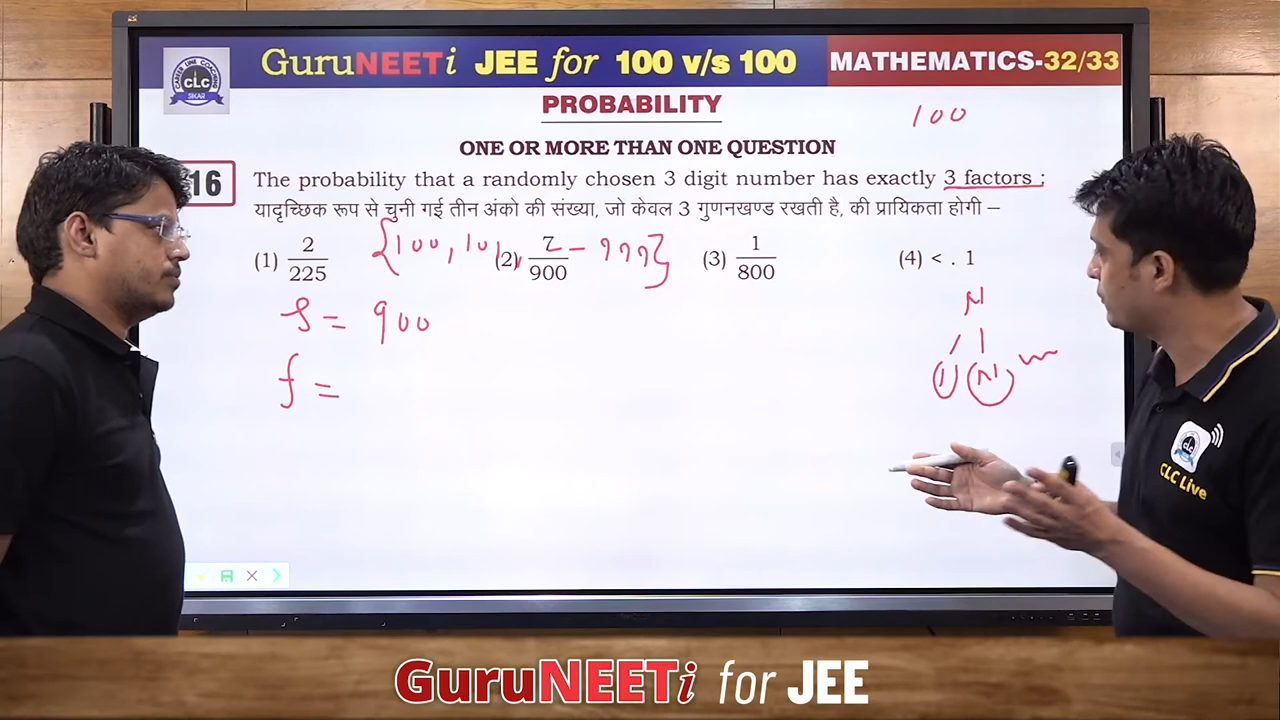 GuruNEETi JEE for 100 v/s 100
MATHEMATICS-32/33
CLC
SIKAR
PROBABILITY
100
ONE OR MORE THAN ONE QUESTION
16
The probability that a randomly chosen 3 digit number has exactly 3 factors :
यादृच्छिक रूप से चुनी गई तीन अंको की संख्या, जो केवल 3 गुणनखण्ड रखती है, की प्रायिकता होगी –
(1) 2/225
(2) 7/900
(3) 1/800
(4) < . 1
{100, 101, – 999}
S = 900
f =
N
1 N
CLC Live
GuruNEETi for JEE